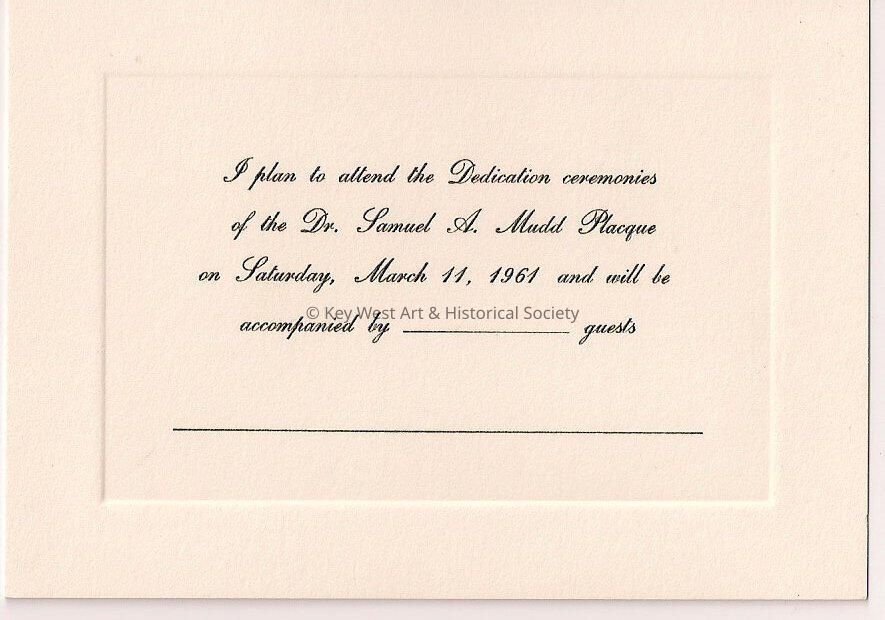 I plan to attend the Dedication ceremonies
of the Dr. Samuel A. Mudd Placque
on Saturday, March 11, 1961 and will be
© Key West Art & Historical Society
accompanied by __________ guests